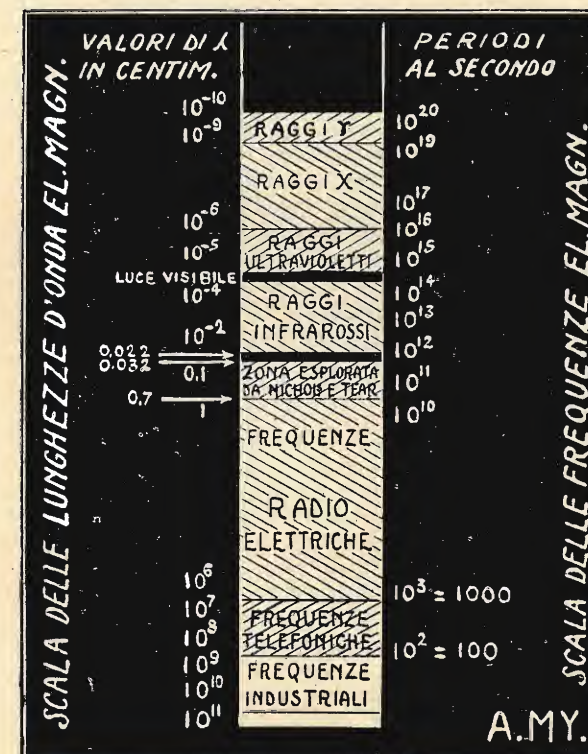 SCALA DELLE LUNGHEZZE D'ONDA EL.MAGN.
VALORI DI λ
IN CENTIM.
10⁻¹⁰
10⁻⁹
10⁻⁶
10⁻⁵
LUCE VISIBILE
10⁻⁴
10⁻²
0.022
0.032
0.1
0.7
1
10⁶
10⁷
10⁸
10⁹
10¹⁰
10¹¹
RAGGI γ
RAGGI X
RAGGI
ULTRAVIOLETTI
RAGGI
INFRAROSSI
ZONA ESPLORATA
DA NICHOLS E TEAR
FREQUENZE
RADIO
ELETTRICHE
FREQUENZE
TELEFONICHE
FREQUENZE
INDUSTRIALI
PERIODI
AL SECONDO
10²⁰
10¹⁹
10¹⁷
10¹⁶
10¹⁵
10¹⁴
10¹³
10¹²
10¹¹
10¹⁰
10³ = 1000
10² = 100
SCALA DELLE FREQUENZE EL.MAGN.
A.MY.